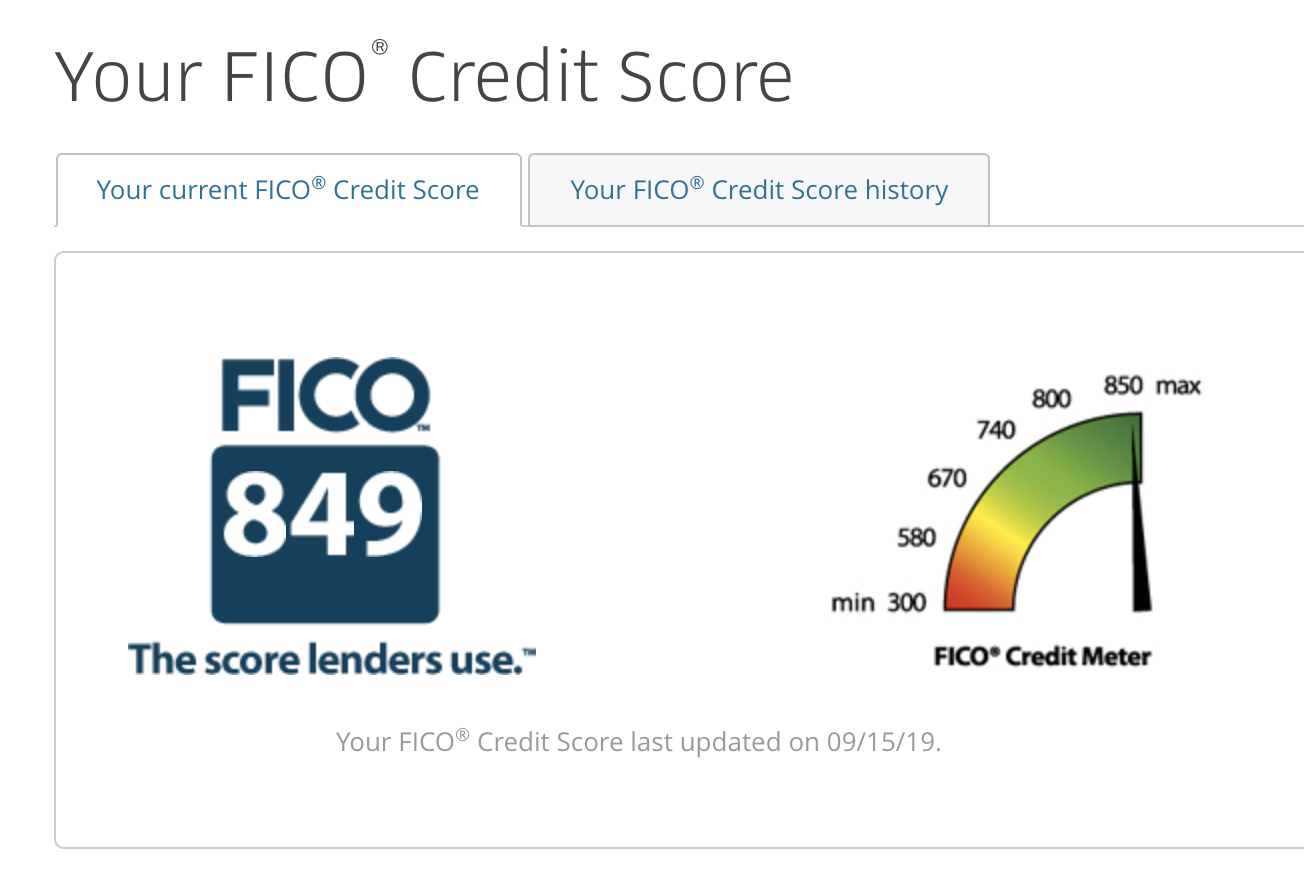 Your FICO® Credit Score
Your current FICO® Credit Score
Your FICO® Credit Score history
FICO™
849
The score lenders use.™
850 max
800
740
670
580
min 300
FICO® Credit Meter
Your FICO® Credit Score last updated on 09/15/19.